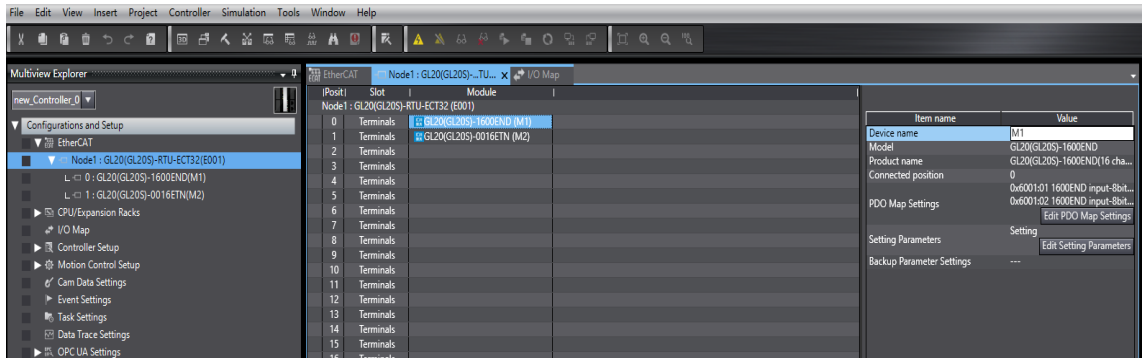 File Edit View Insert Project Controller Simulation Tools Window Help
Multiview Explorer
new_Controller_0
Configurations and Setup
EtherCAT
Node1 : GL20(GL20S)-RTU-ECT32(E001)
0 : GL20(GL20S)-1600END(M1)
1 : GL20(GL20S)-0016ETN(M2)
CPU/Expansion Racks
I/O Map
Controller Setup
Motion Control Setup
Cam Data Settings
Event Settings
Task Settings
Data Trace Settings
OPC UA Settings
EtherCAT Node1 : GL20(GL20S)-...TU... x I/O Map
|Posit| Slot | Module |
Node1 : GL20(GL20S)-RTU-ECT32 (E001)
0 Terminals GL20(GL20S)-1600END (M1)
1 Terminals GL20(GL20S)-0016ETN (M2)
2 Terminals
3 Terminals
4 Terminals
5 Terminals
6 Terminals
7 Terminals
8 Terminals
9 Terminals
10 Terminals
11 Terminals
12 Terminals
13 Terminals
14 Terminals
15 Terminals
Item name Value
Device name M1
Model GL20(GL20S)-1600END
Product name GL20(GL20S)-1600END(16 cha...
Connected position 0
PDO Map Settings 0x6001:01 1600END input-8bit...
0x6001:02 1600END input-8bit...
Edit PDO Map Settings
Setting Parameters Setting
Edit Setting Parameters
Backup Parameter Settings ---